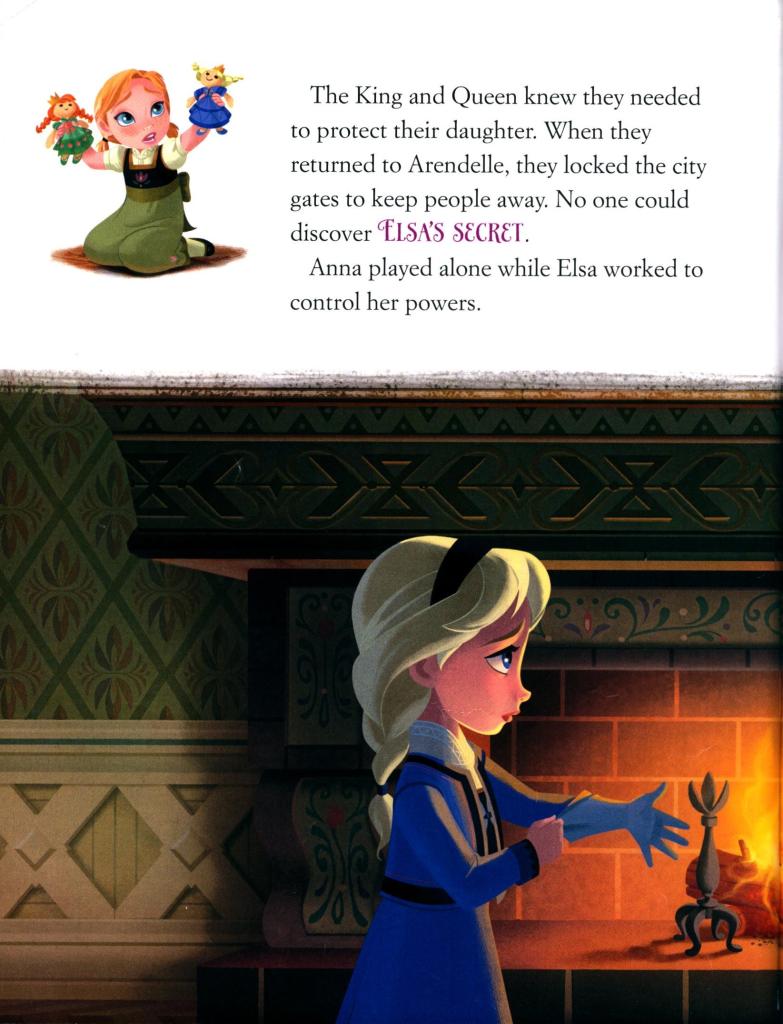 The King and Queen knew they needed
to protect their daughter. When they
returned to Arendelle, they locked the city
gates to keep people away. No one could
discover ELSA'S SECRET.
Anna played alone while Elsa worked to
control her powers.